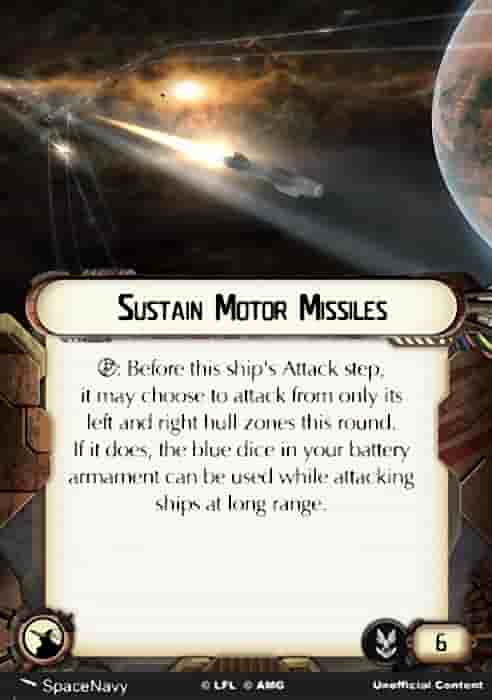 Sustain Motor Missiles
: Before this ship's Attack step,
it may choose to attack from only its
left and right hull zones this round.
If it does, the blue dice in your battery
armament can be used while attacking
ships at long range.
6
SpaceNavy © LFL © AMG Unofficial Content